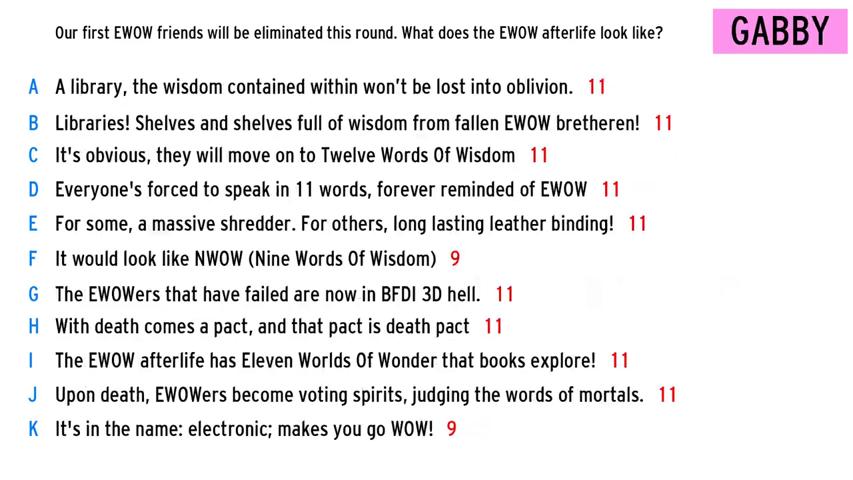 Our first EWOW friends will be eliminated this round. What does the EWOW afterlife look like?
GABBY
A A library, the wisdom contained within won't be lost into oblivion. 11
B Libraries! Shelves and shelves full of wisdom from fallen EWOW bretheren! 11
C It's obvious, they will move on to Twelve Words Of Wisdom 11
D Everyone's forced to speak in 11 words, forever reminded of EWOW 11
E For some, a massive shredder. For others, long lasting leather binding! 11
F It would look like NWOW (Nine Words Of Wisdom) 9
G The EWOWers that have failed are now in BFDI 3D hell. 11
H With death comes a pact, and that pact is death pact 11
I The EWOW afterlife has Eleven Worlds Of Wonder that books explore! 11
J Upon death, EWOWers become voting spirits, judging the words of mortals. 11
K It's in the name: electronic; makes you go WOW! 9